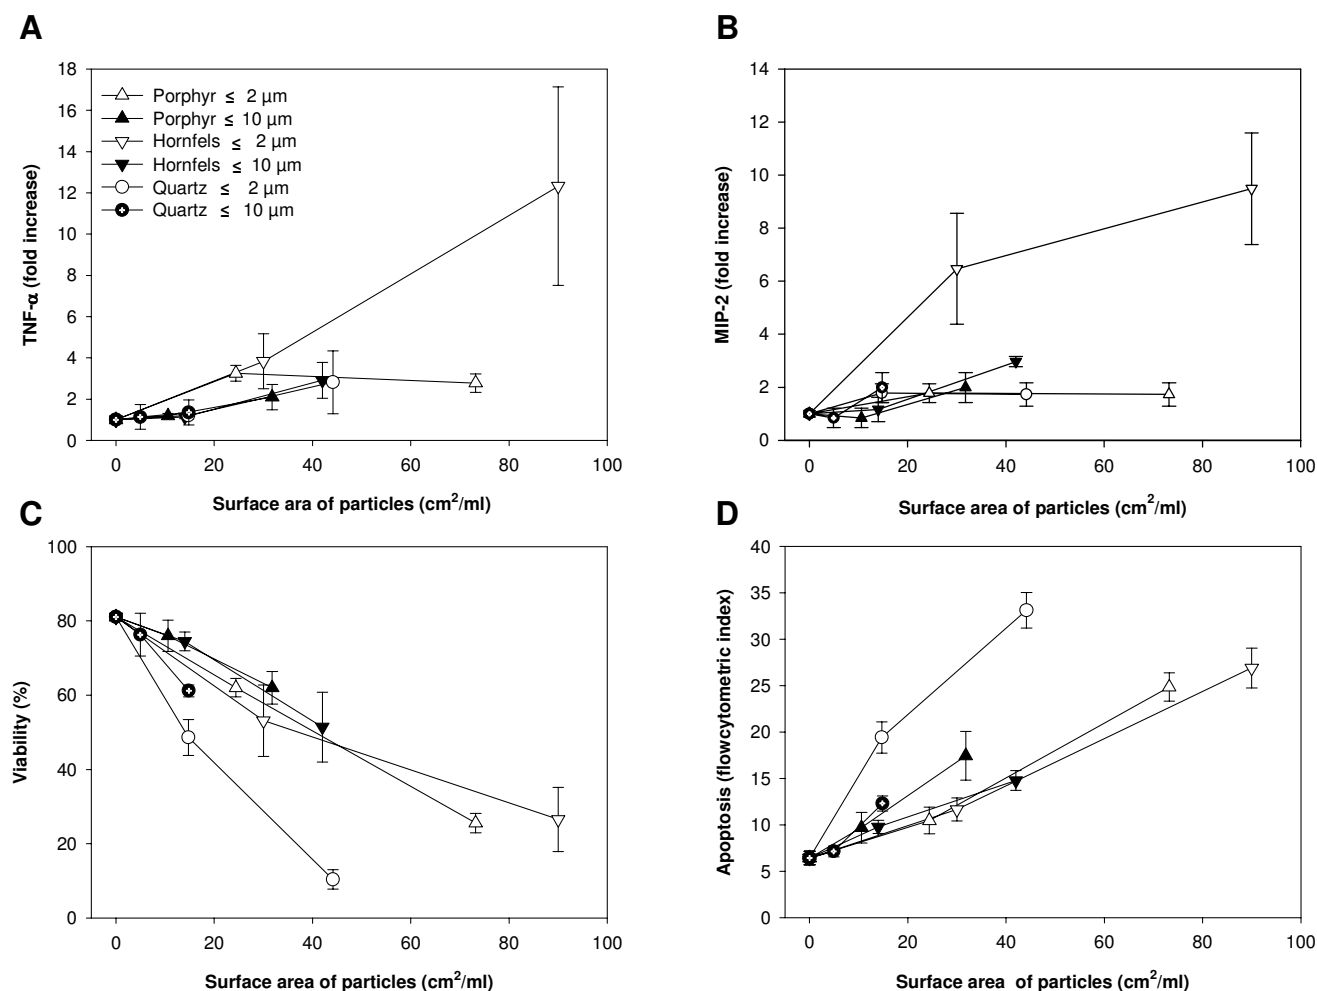 A
TNF-α (fold increase)
18
16
14
12
10
8
6
4
2
0
Porphyr ≤ 2 µm
Porphyr ≤ 10 µm
Hornfels ≤ 2 µm
Hornfels ≤ 10 µm
Quartz ≤ 2 µm
Quartz ≤ 10 µm
0 20 40 60 80 100
Surface ara of particles (cm²/ml)
B
MIP-2 (fold increase)
14
12
10
8
6
4
2
0
0 20 40 60 80 100
Surface area of particles (cm²/ml)
C
Viability (%)
100
80
60
40
20
0
0 20 40 60 80 100
Surface area of particles (cm²/ml)
D
Apoptosis (flowcytometric index)
40
35
30
25
20
15
10
5
0
0 20 40 60 80 100
Surface area of particles (cm²/ml)